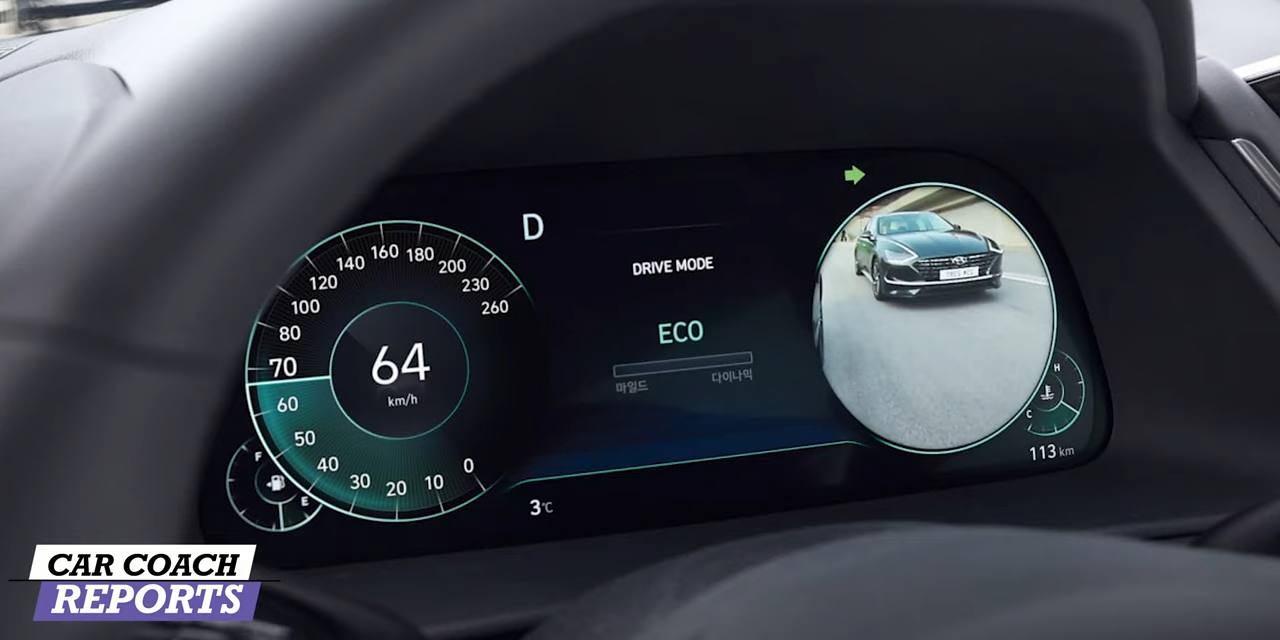 D
DRIVE MODE
ECO
마일드
다이나믹
0
10
20
30
40
50
60
70
80
100
120
140
160
180
200
230
260
64
km/h
F
E
3°C
H
C
113 km
CAR COACH
REPORTS